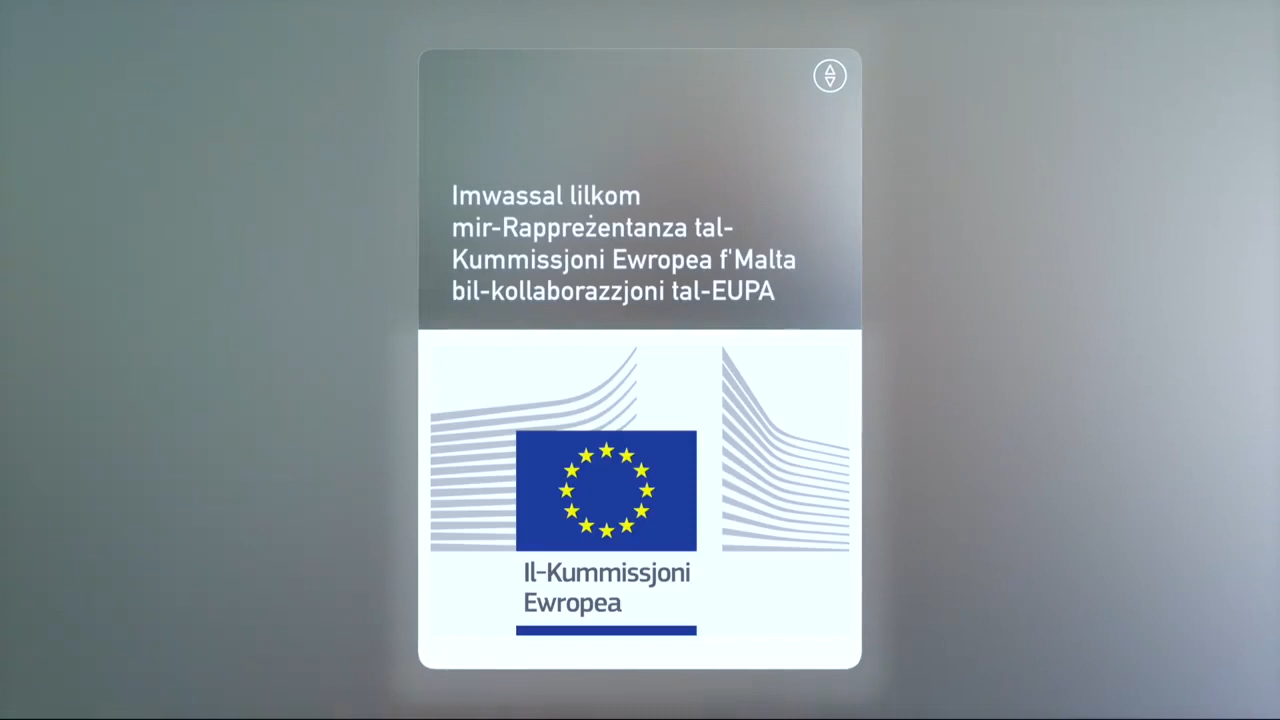 Imwassal lilkom
mir-Rappreżentanza tal-
Kummissjoni Ewropea f'Malta
bil-kollaborazzjoni tal-EUPA
Il-Kummissjoni
Ewropea